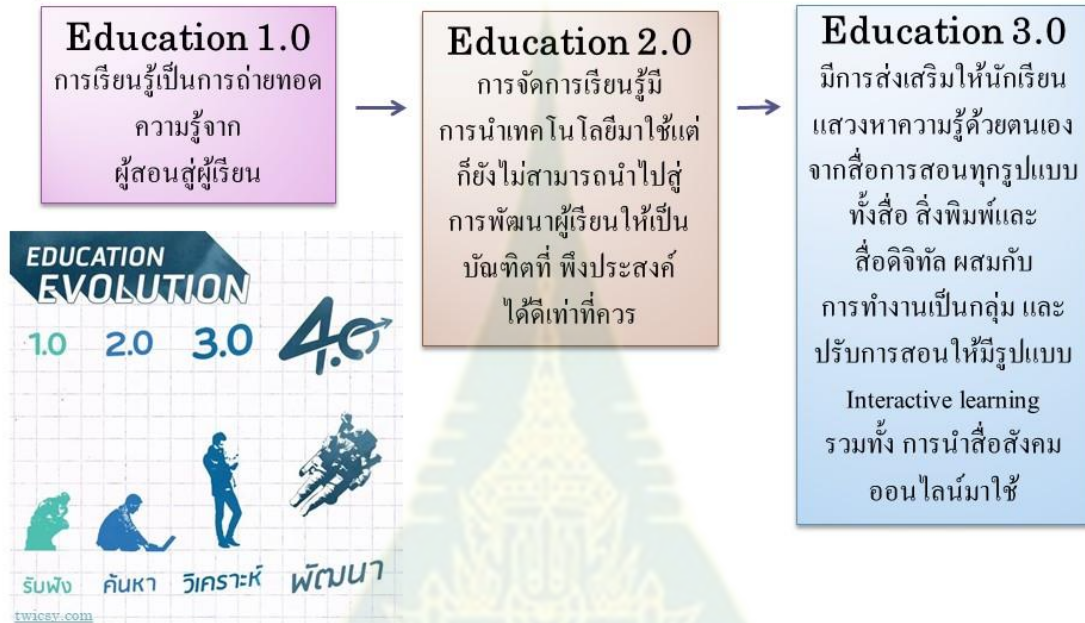 Education 1.0
การเรียนรู้เป็นการถ่ายทอด
ความรู้จาก
ผู้สอนสู่ผู้เรียน
Education 2.0
การจัดการเรียนรู้มี
การนำเทคโนโลยีมาใช้แต่
ก็ยังไม่สามารถนำไปสู่
การพัฒนาผู้เรียนให้เป็น
บัณฑิตที่ พึงประสงค์
ได้ดีเท่าที่ควร
Education 3.0
มีการส่งเสริมให้นักเรียน
แสวงหาความรู้ด้วยตนเอง
จากสื่อการสอนทุกรูปแบบ
ทั้งสื่อ สิ่งพิมพ์และ
สื่อดิจิทัล ผสมกับ
การทำงานเป็นกลุ่ม และ
ปรับการสอนให้มีรูปแบบ
Interactive learning
รวมทั้ง การนำสื่อสังคม
ออนไลน์มาใช้
EDUCATION
EVOLUTION
1.0 2.0 3.0 4.0
รับฟัง ค้นหา วิเคราะห์ พัฒนา
twicsy.com